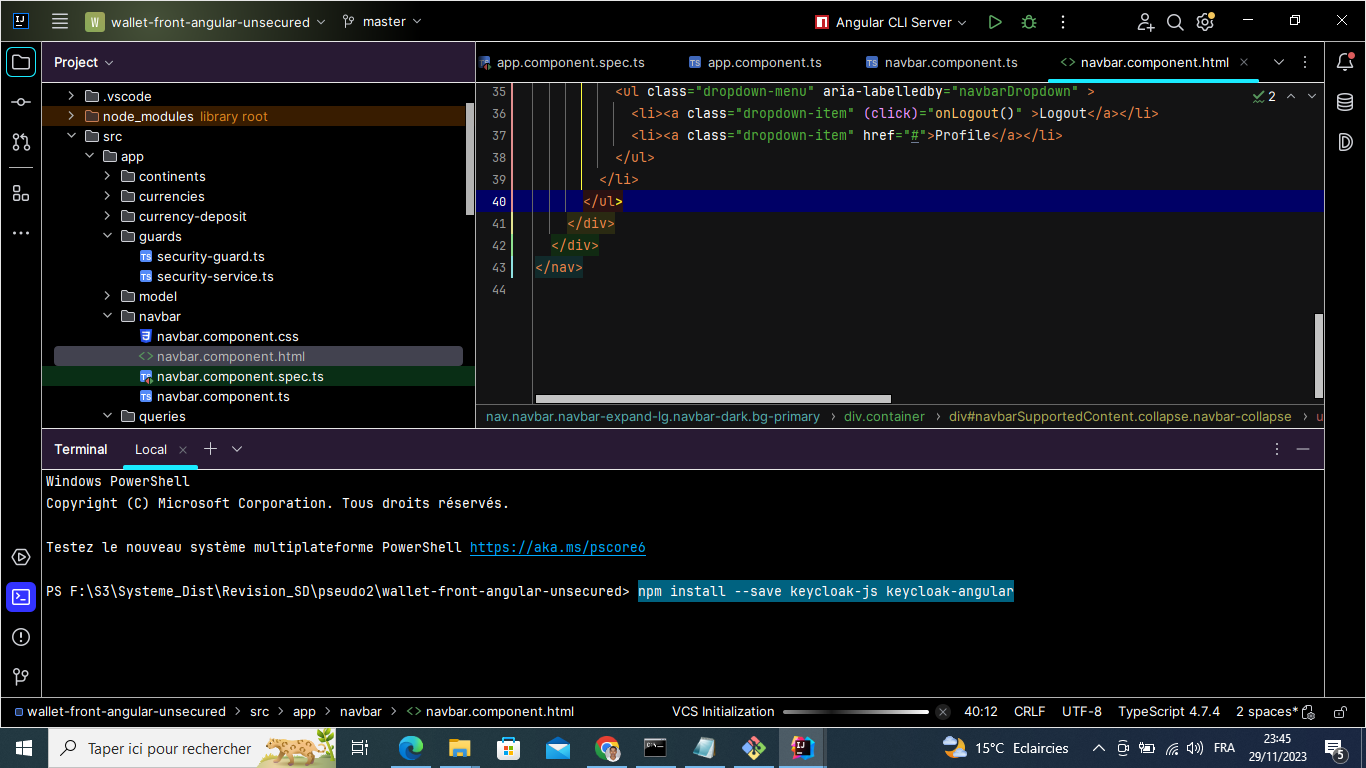 wallet-front-angular-unsecured
master
Angular CLI Server
Project
app.component.spec.ts
app.component.ts
navbar.component.ts
navbar.component.html
.vscode
node_modules library root
src
app
continents
currencies
currency-deposit
guards
security-guard.ts
security-service.ts
model
navbar
navbar.component.css
navbar.component.html
navbar.component.spec.ts
navbar.component.ts
queries
35 <ul class="dropdown-menu" aria-labelledby="navbarDropdown" >
2
36 <li><a class="dropdown-item" (click)="onLogout()" >Logout</a></li>
37 <li><a class="dropdown-item" href="#">Profile</a></li>
38 </ul>
39 </li>
40 </ul>
41 </div>
42 </div>
43 </nav>
44
nav.navbar.navbar-expand-lg.navbar-dark.bg-primary > div.container > div#navbarSupportedContent.collapse.navbar-collapse > u
Terminal
Local
Windows PowerShell
Copyright (C) Microsoft Corporation. Tous droits réservés.
Testez le nouveau système multiplateforme PowerShell https://aka.ms/pscore6
PS F:\S3\Systeme_Dist\Revision_SD\pseudo2\wallet-front-angular-unsecured> npm install --save keycloak-js keycloak-angular
wallet-front-angular-unsecured > src > app > navbar > navbar.component.html
VCS Initialization
40:12
CRLF
UTF-8
TypeScript 4.7.4
2 spaces*
Taper ici pour rechercher
15°C Eclaircies
FRA
23:45
29/11/2023
5